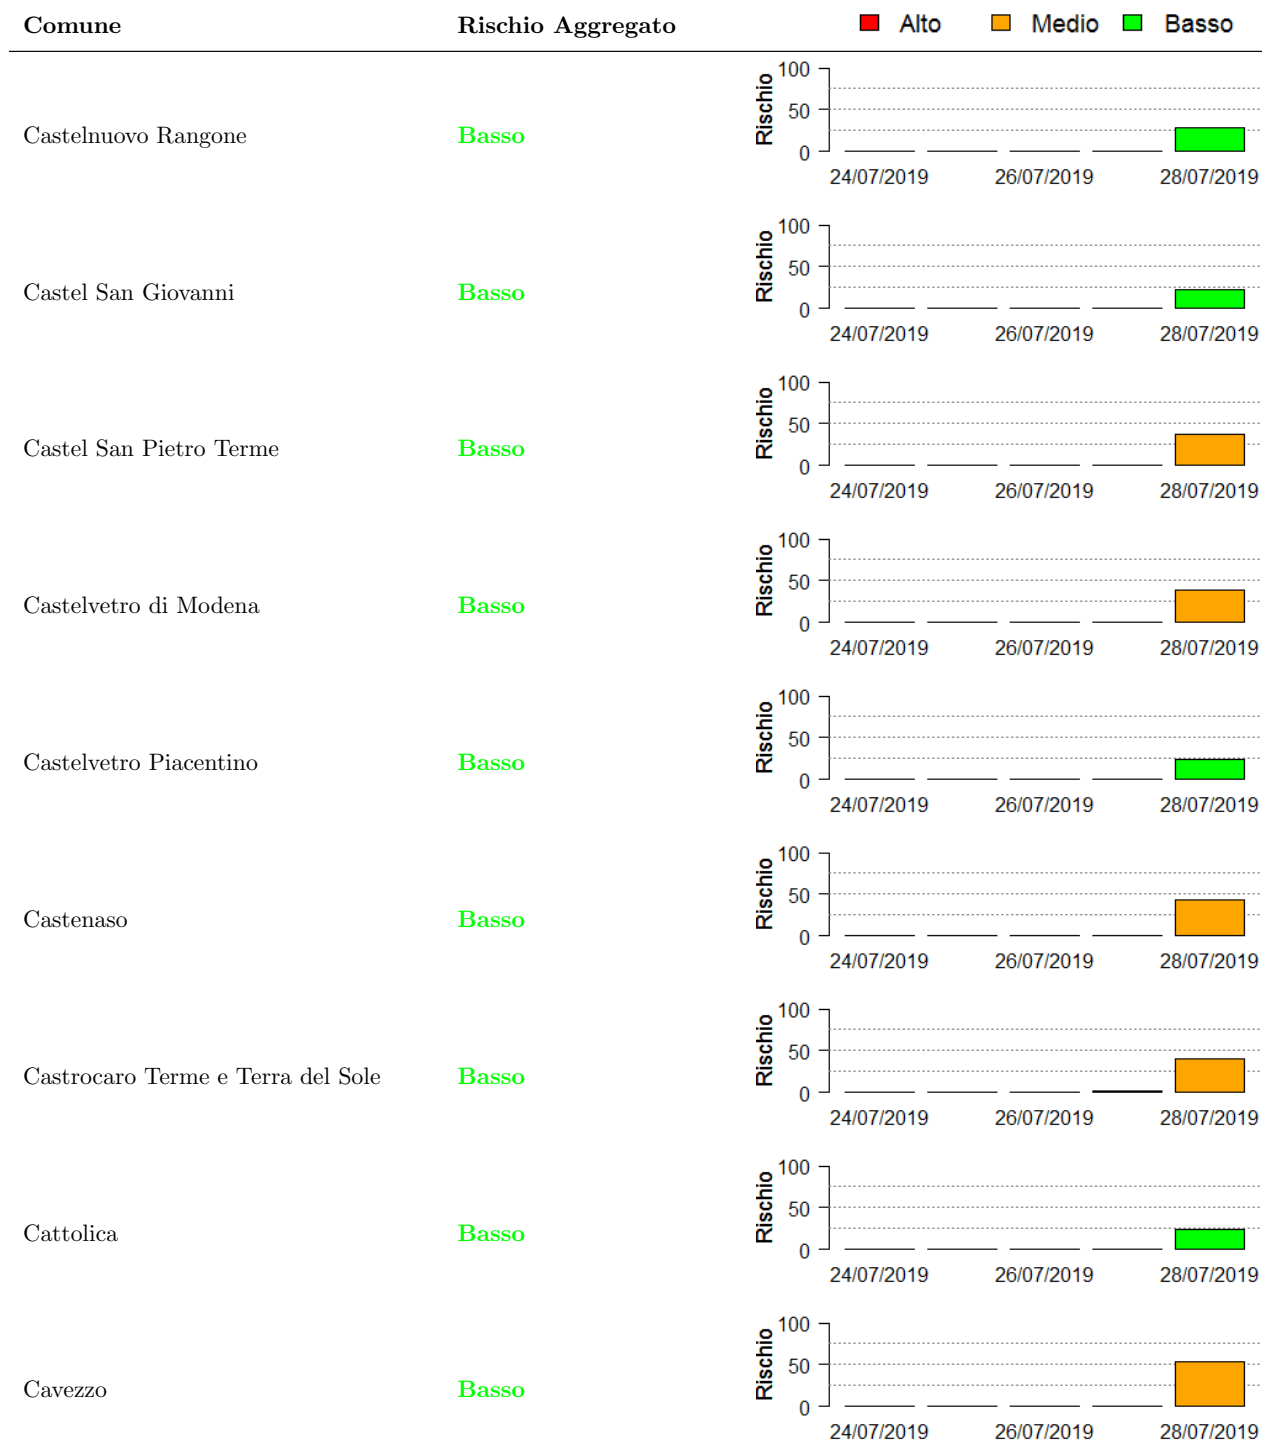 Comune Rischio Aggregato Alto Medio Basso
Castelnuovo Rangone Basso
Rischio
100
50
0
24/07/2019 26/07/2019 28/07/2019
Castel San Giovanni Basso
Rischio
100
50
0
24/07/2019 26/07/2019 28/07/2019
Castel San Pietro Terme Basso
Rischio
100
50
0
24/07/2019 26/07/2019 28/07/2019
Castelvetro di Modena Basso
Rischio
100
50
0
24/07/2019 26/07/2019 28/07/2019
Castelvetro Piacentino Basso
Rischio
100
50
0
24/07/2019 26/07/2019 28/07/2019
Castenaso Basso
Rischio
100
50
0
24/07/2019 26/07/2019 28/07/2019
Castrocaro Terme e Terra del Sole Basso
Rischio
100
50
0
24/07/2019 26/07/2019 28/07/2019
Cattolica Basso
Rischio
100
50
0
24/07/2019 26/07/2019 28/07/2019
Cavezzo Basso
Rischio
100
50
0
24/07/2019 26/07/2019 28/07/2019